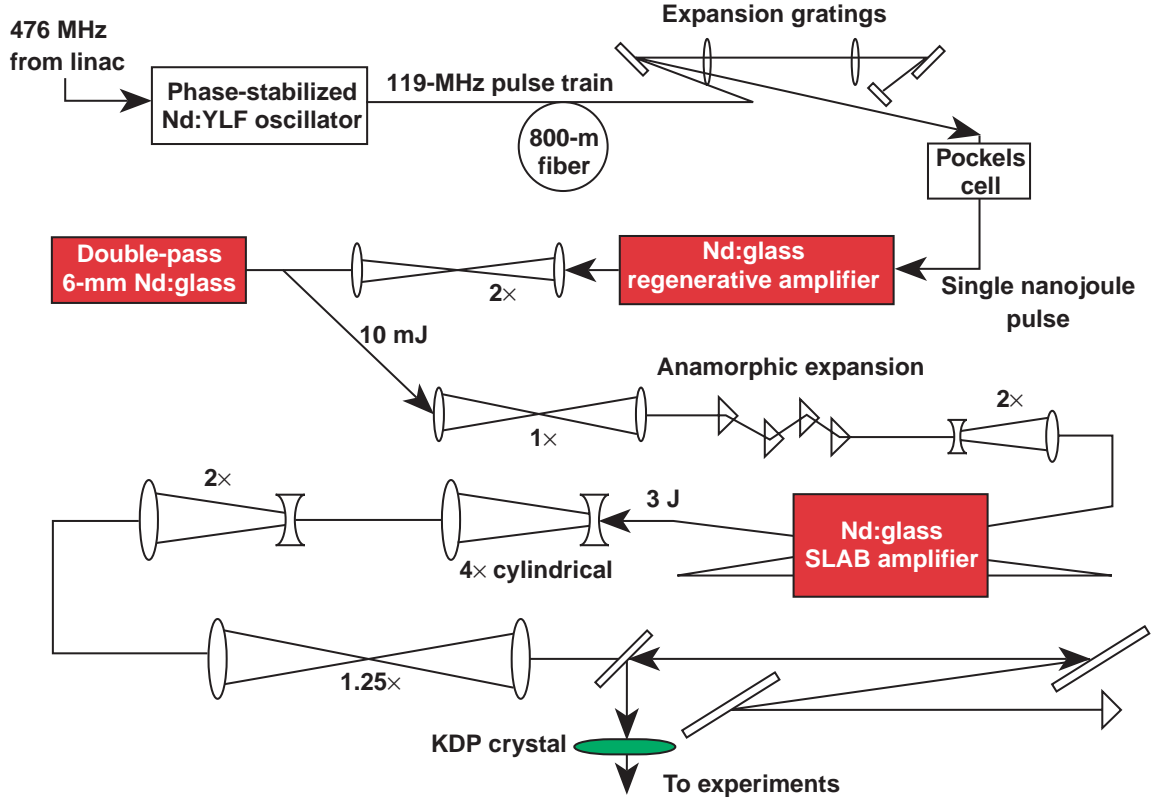 Expansion gratings
476 MHz
from linac
Phase-stabilized
Nd:YLF oscillator
119-MHz pulse train
800-m
fiber
Pockels
cell
Double-pass
6-mm Nd:glass
2×
Nd:glass
regenerative amplifier
Single nanojoule
pulse
10 mJ
Anamorphic expansion
1×
2×
2×
4× cylindrical
3 J
Nd:glass
SLAB amplifier
1.25×
KDP crystal
To experiments